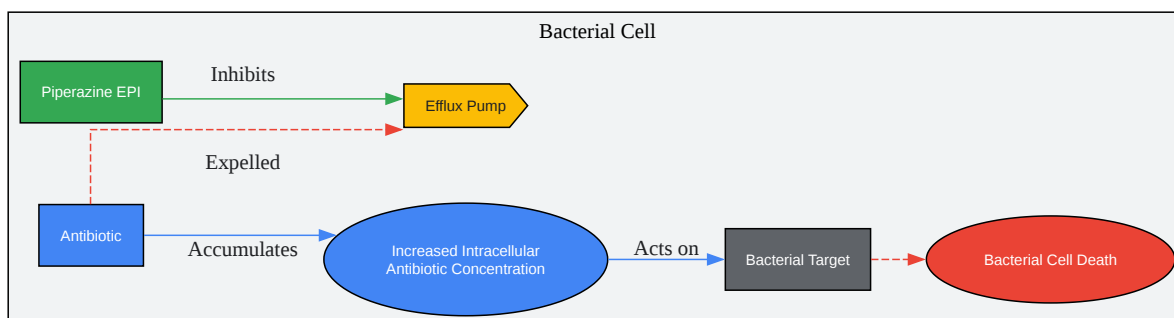 Bacterial Cell
Piperazine EPI
Inhibits
Efflux Pump
Expelled
Antibiotic
Accumulates
Increased Intracellular
Antibiotic Concentration
Acts on
Bacterial Target
Bacterial Cell Death